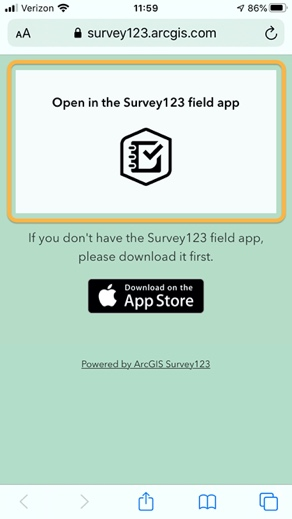 Verizon 11:59 86%
AA survey123.arcgis.com
Open in the Survey123 field app
If you don't have the Survey123 field app,
please download it first.
Download on the
App Store
Powered by ArcGIS Survey123